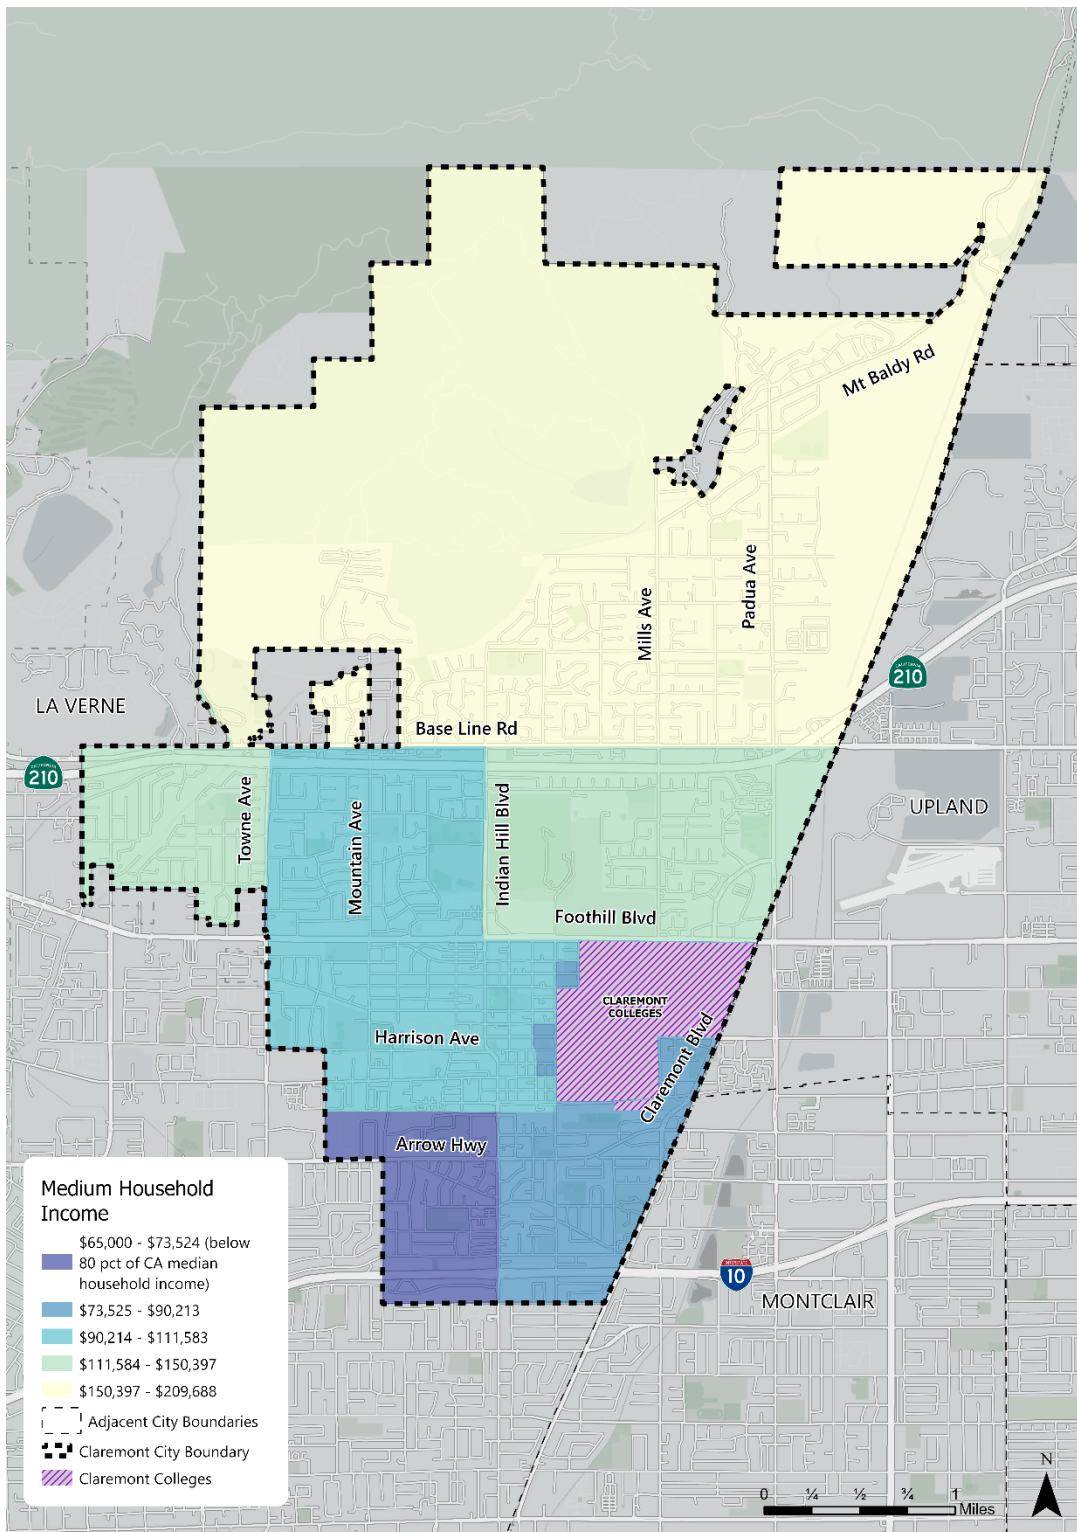 Mt Baldy Rd
Mills Ave
Padua Ave
CALIFORNIA
210
LA VERNE
Base Line Rd
CALIFORNIA
210
Towne Ave
Mountain Ave
Indian Hill Blvd
UPLAND
Foothill Blvd
CLAREMONT
COLLEGES
Harrison Ave
Claremont Blvd
Arrow Hwy
10
MONTCLAIR
Medium Household
Income
$65,000 - $73,524 (below
80 pct of CA median
household income)
$73,525 - $90,213
$90,214 - $111,583
$111,584 - $150,397
$150,397 - $209,688
Adjacent City Boundaries
Claremont City Boundary
Claremont Colleges
0 ¼ ½ ¾ 1
Miles
N